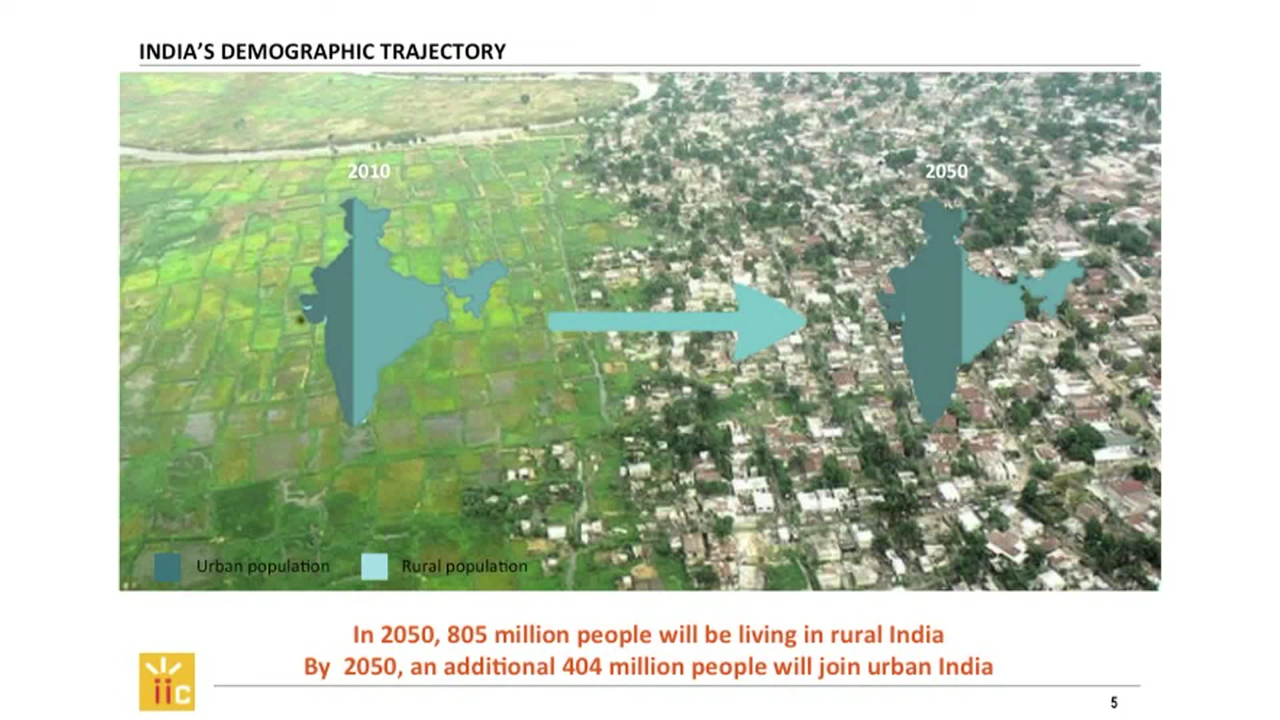 INDIA’S DEMOGRAPHIC TRAJECTORY
2010
2050
Urban population
Rural population
In 2050, 805 million people will be living in rural India
By 2050, an additional 404 million people will join urban India
iic
5